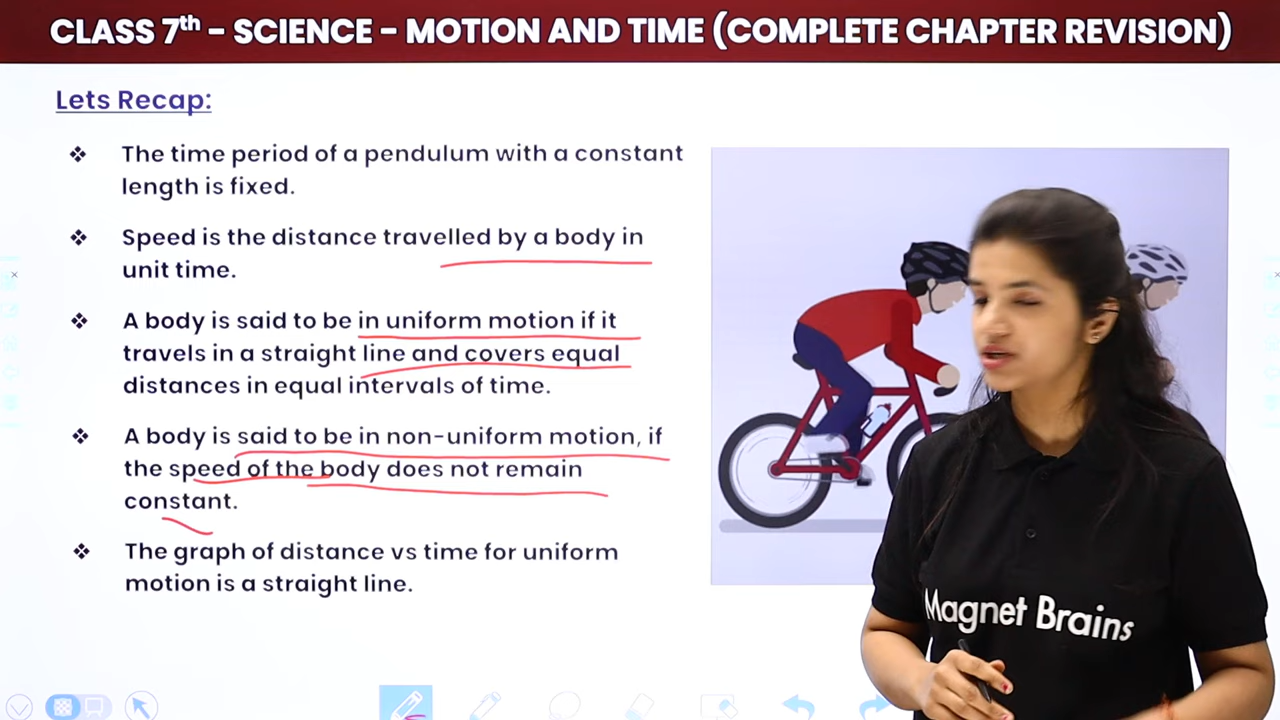 CLASS 7th – SCIENCE – MOTION AND TIME (COMPLETE CHAPTER REVISION)
Lets Recap:
❖ The time period of a pendulum with a constant
length is fixed.
❖ Speed is the distance travelled by a body in
unit time.
❖ A body is said to be in uniform motion if it
travels in a straight line and covers equal
distances in equal intervals of time.
❖ A body is said to be in non-uniform motion, if
the speed of the body does not remain
constant.
❖ The graph of distance vs time for uniform
motion is a straight line.
Magnet Brains